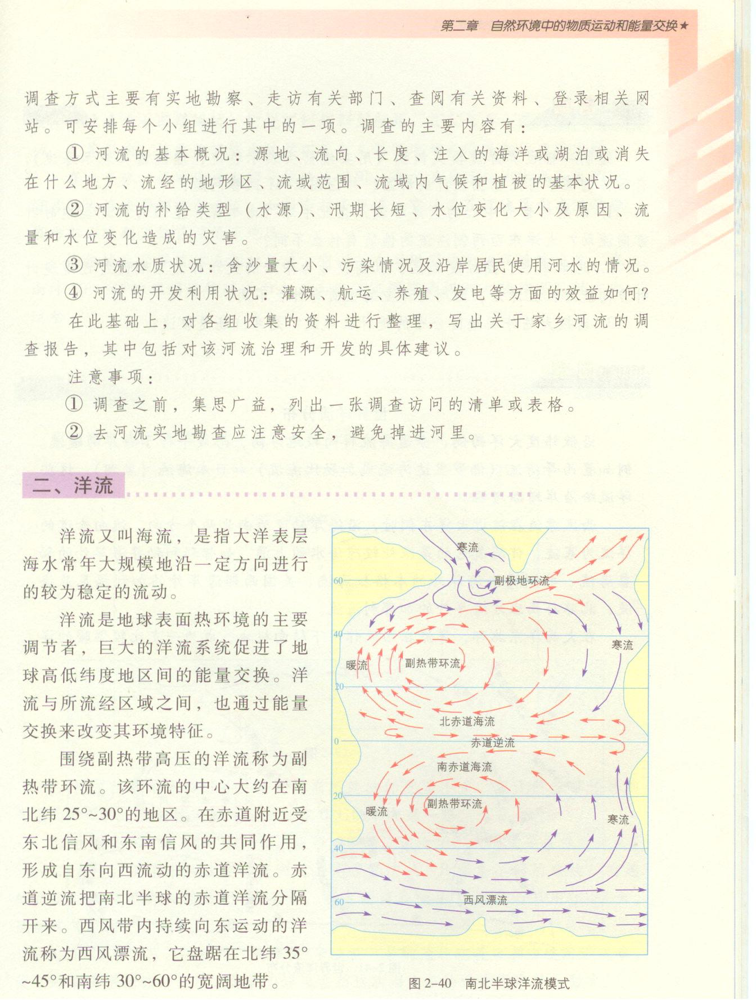 第二章 自然环境中的物质运动和能量交换★
调查方式主要有实地勘察、走访有关部门、查阅有关资料、登录相关网
站。可安排每个小组进行其中的一项。调查的主要内容有：
① 河流的基本概况：源地、流向、长度、注入的海洋或湖泊或消失
在什么地方、流经的地形区、流域范围、流域内气候和植被的基本状况。
② 河流的补给类型（水源）、汛期长短、水位变化大小及原因、流
量和水位变化造成的灾害。
③ 河流水质状况：含沙量大小、污染情况及沿岸居民使用河水的情况。
④ 河流的开发利用状况：灌溉、航运、养殖、发电等方面的效益如何？
在此基础上，对各组收集的资料进行整理，写出关于家乡河流的调
查报告，其中包括对该河流治理和开发的具体建议。
注意事项：
① 调查之前，集思广益，列出一张调查访问的清单或表格。
② 去河流实地勘查应注意安全，避免掉进河里。
二、洋流
洋流又叫海流，是指大洋表层
海水常年大规模地沿一定方向进行
的较为稳定的流动。
洋流是地球表面热环境的主要
调节者，巨大的洋流系统促进了地
球高低纬度地区间的能量交换。洋
流与所流经区域之间，也通过能量
交换来改变其环境特征。
围绕副热带高压的洋流称为副
热带环流。该环流的中心大约在南
北纬 25°~30°的地区。在赤道附近受
东北信风和东南信风的共同作用，
形成自东向西流动的赤道洋流。赤
道逆流把南北半球的赤道洋流分隔
开来。西风带内持续向东运动的洋
流称为西风漂流，它盘踞在北纬 35°
~45°和南纬 30°~60°的宽阔地带。
寒流
60
副极地环流
40
寒流
暖流
副热带环流
20
北赤道海流
0
赤道逆流
南赤道海流
20
副热带环流
暖流
寒流
40
西风漂流
60
图 2-40 南北半球洋流模式